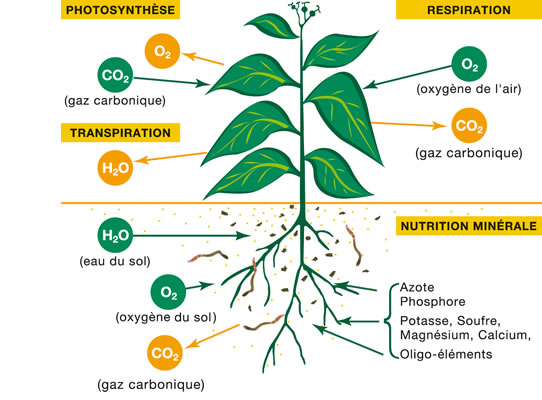 PHOTOSYNTHÈSE
O₂
CO₂
(gaz carbonique)
TRANSPIRATION
H₂O
RESPIRATION
O₂
(oxygène de l'air)
CO₂
(gaz carbonique)
H₂O
(eau du sol)
O₂
(oxygène du sol)
CO₂
(gaz carbonique)
NUTRITION MINÉRALE
Azote
Phosphore
Potasse, Soufre,
Magnésium, Calcium,
Oligo-éléments